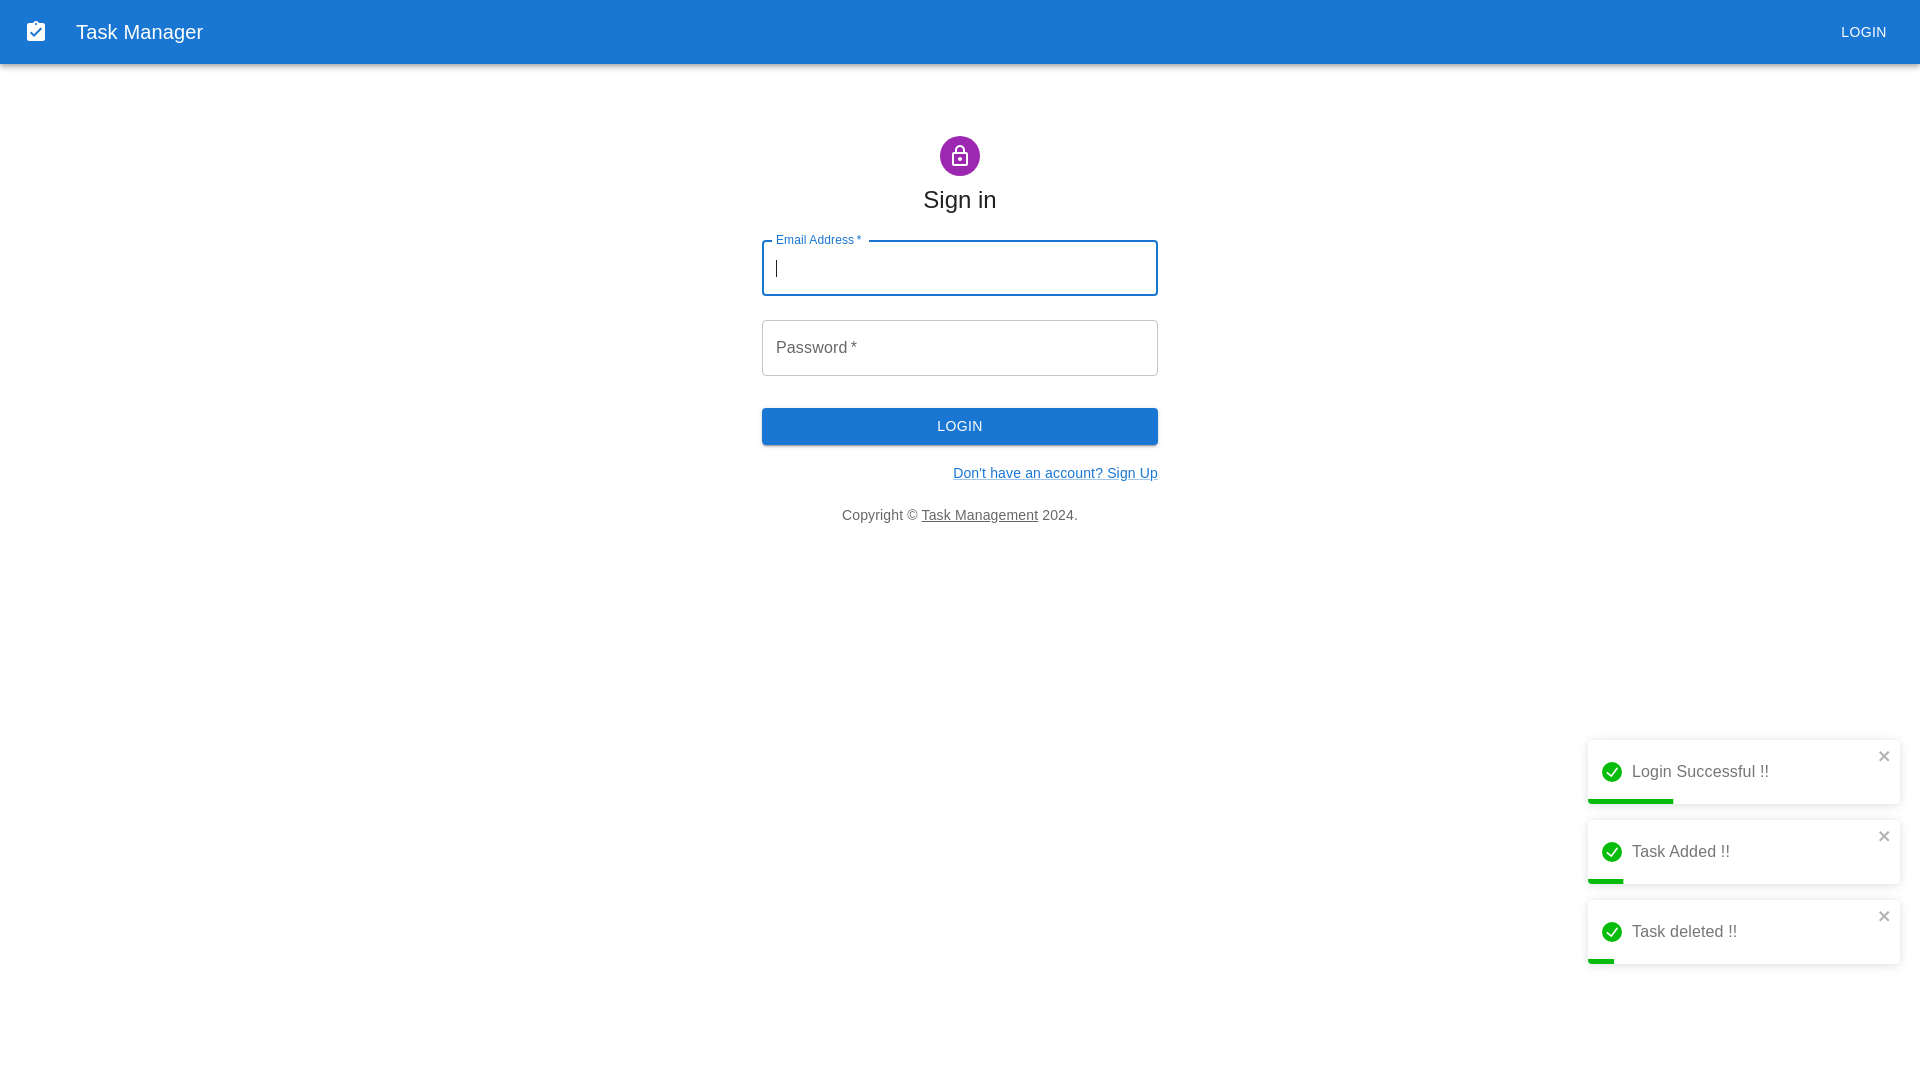 Task Manager
LOGIN
Sign in
Email Address *
Password *
LOGIN
Don't have an account? Sign Up
Copyright © Task Management 2024.
Login Successful !!
Task Added !!
Task deleted !!